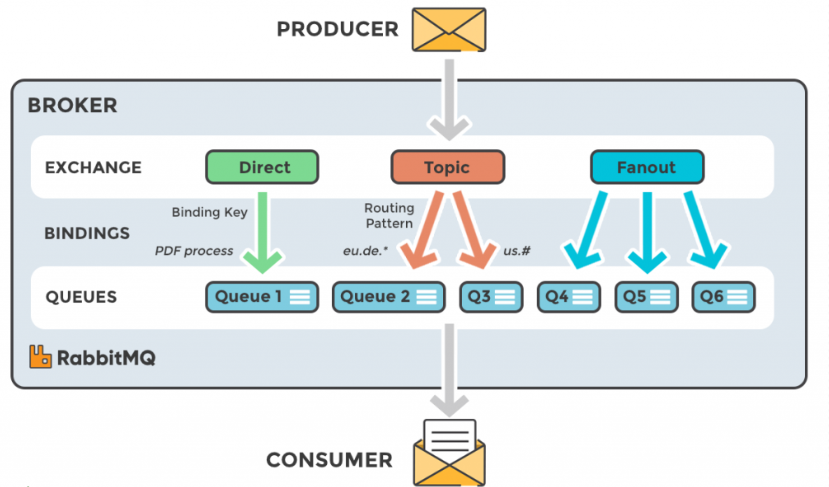 PRODUCER
BROKER
EXCHANGE
Direct
Topic
Fanout
Binding Key
Routing
Pattern
BINDINGS
PDF process
eu.de.*
us.#
QUEUES
Queue 1
Queue 2
Q3
Q4
Q5
Q6
RabbitMQ
CONSUMER